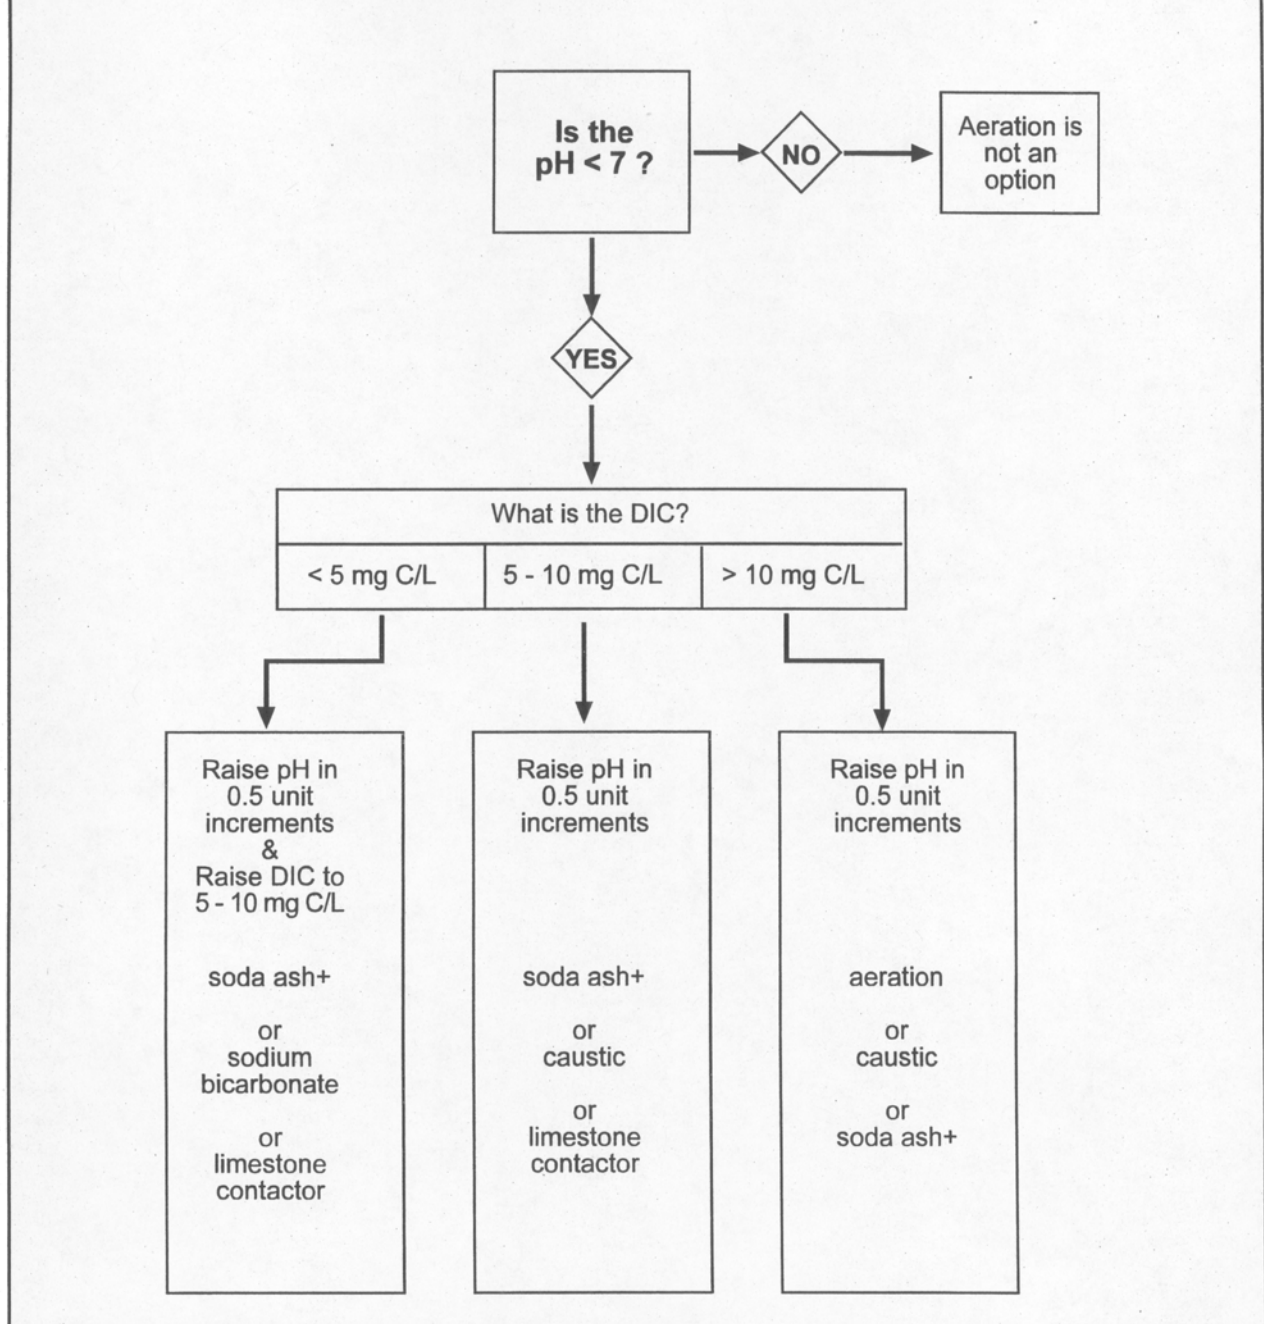 Is the
pH < 7 ?
NO
Aeration is
not an
option
YES
What is the DIC?
< 5 mg C/L
5 - 10 mg C/L
> 10 mg C/L
Raise pH in
0.5 unit
increments
&
Raise DIC to
5 - 10 mg C/L
soda ash+
or
sodium
bicarbonate
or
limestone
contactor
Raise pH in
0.5 unit
increments
soda ash+
or
caustic
or
limestone
contactor
Raise pH in
0.5 unit
increments
aeration
or
caustic
or
soda ash+